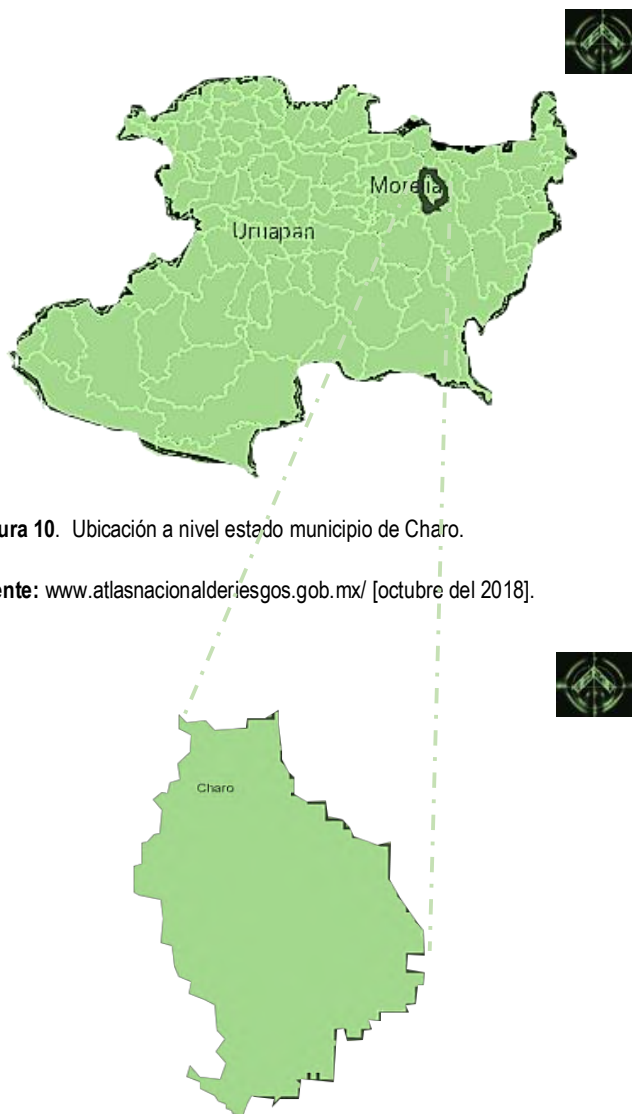 Morelia
Uruapan
ura 10. Ubicación a nivel estado municipio de Charo.
ente: www.atlasnacionalderiesgos.gob.mx/ [octubre del 2018].
Charo